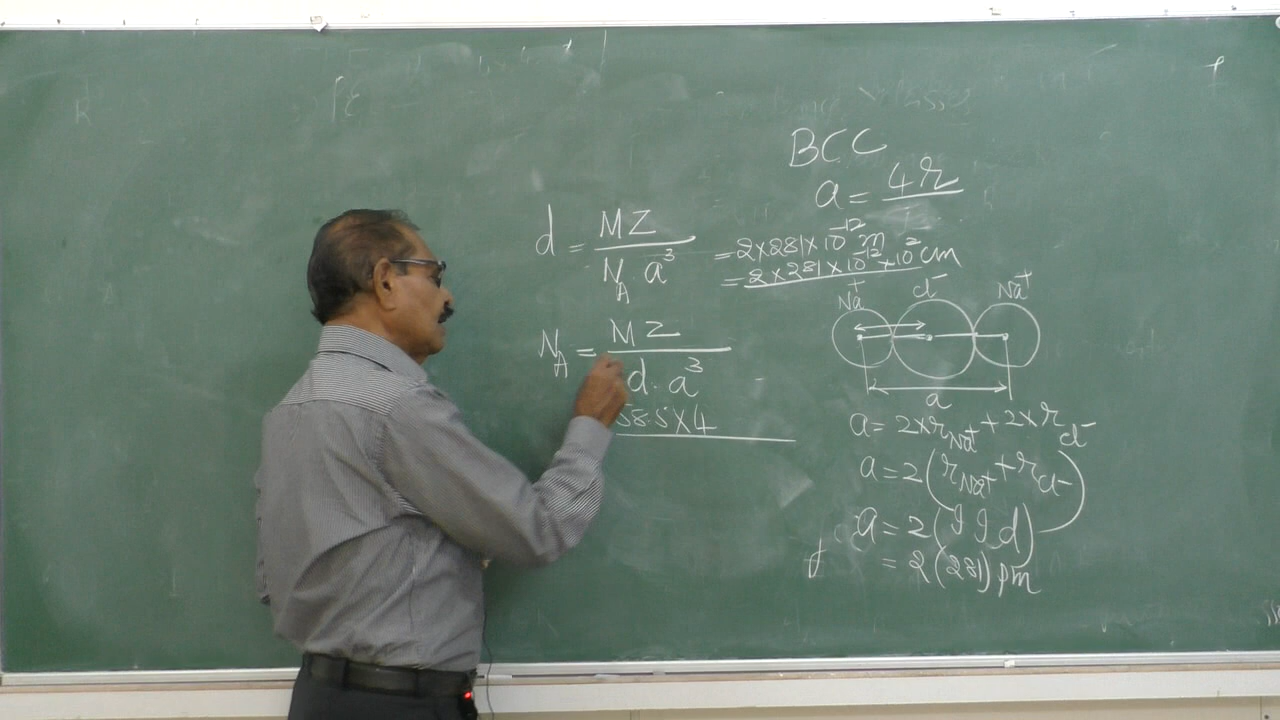 BCC
a = 4r
d = MZ / N_A a³
= 2×281×10⁻¹² m
= 2×281×10⁻¹²×10² cm
Na⁺ Cl⁻ Na⁺
N_A = MZ / d·a³
a
58.5×4
a = 2×r_Na⁺ + 2×r_Cl⁻
a = 2(r_Na⁺ + r_Cl⁻)
a = 2(IId)
= 2(281)pm